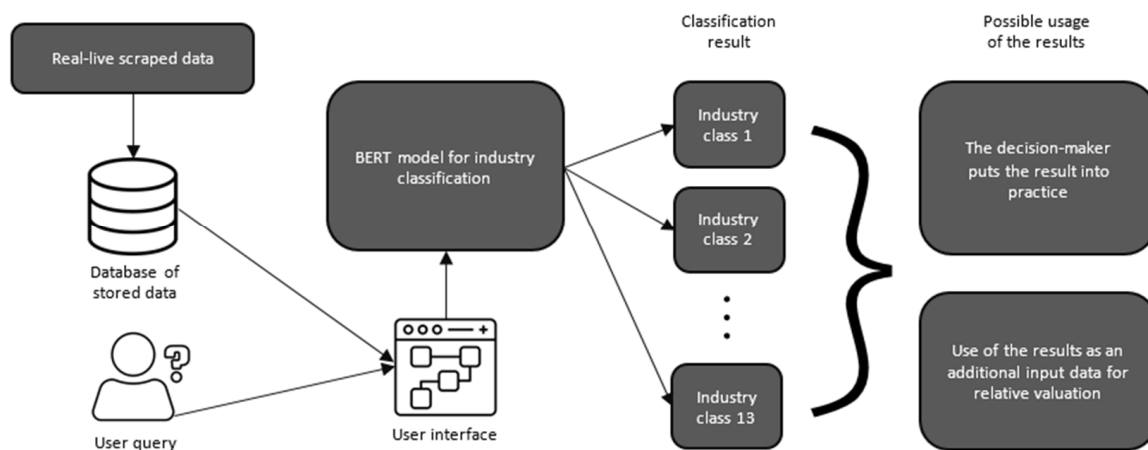 Real-live scraped data
Database of
stored data
User query
User interface
BERT model for industry
classification
Classification
result
Industry
class 1
Industry
class 2
Industry
class 13
Possible usage
of the results
The decision-maker
puts the result into
practice
Use of the results as an
additional input data for
relative valuation